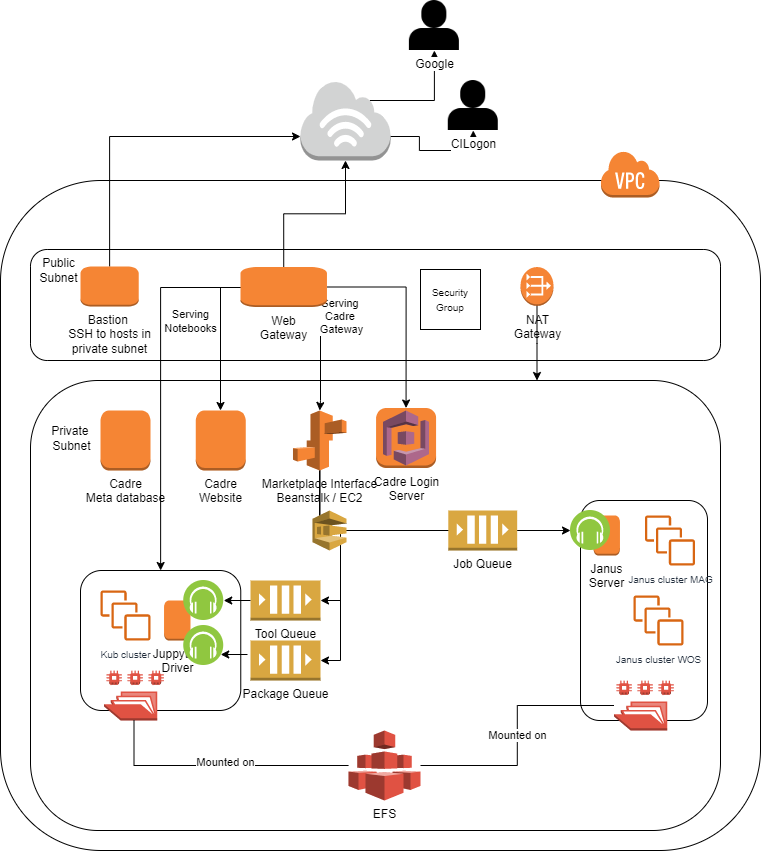 Google
CILogon
VPC
Public
Subnet
Bastion
SSH to hosts in
private subnet
Serving
Notebooks
Web
Gateway
Serving
Cadre
Gateway
Security
Group
NAT
Gateway
Private
Subnet
Cadre
Meta database
Cadre
Website
Marketplace Interface
Beanstalk / EC2
Cadre Login
Server
Job Queue
Janus
Server
Janus cluster MAG
Janus cluster WOS
Kub cluster
Driver
Tool Queue
Package Queue
Mounted on
Mounted on
EFS